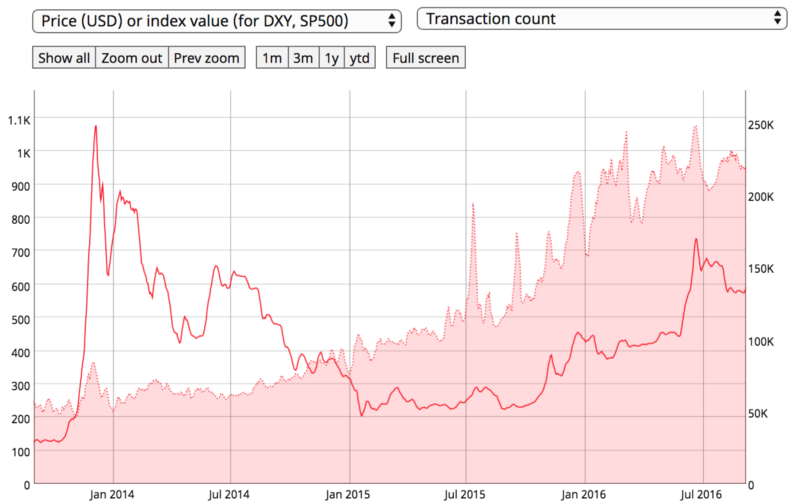 Price (USD) or index value (for DXY, SP500)
Transaction count
Show all Zoom out Prev zoom 1m 3m 1y ytd Full screen
1.1K
1K
900
800
700
600
500
400
300
200
100
0
250K
200K
150K
100K
50K
0
Jan 2014 Jul 2014 Jan 2015 Jul 2015 Jan 2016 Jul 2016